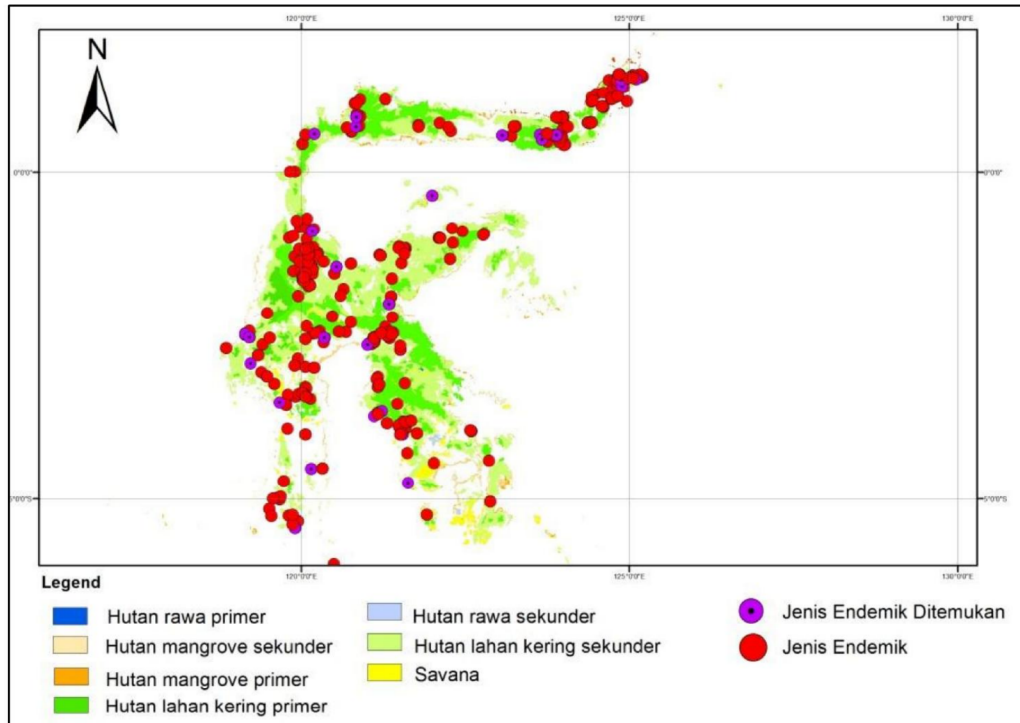 N
120°0'0"E
125°0'0"E
130°0'0"E
0°0'0"
0°0'0"
5°0'0"S
5°0'0"S
120°0'0"E
125°0'0"E
130°0'0"E
Legend
Hutan rawa primer
Hutan mangrove sekunder
Hutan mangrove primer
Hutan lahan kering primer
Hutan rawa sekunder
Hutan lahan kering sekunder
Savana
Jenis Endemik Ditemukan
Jenis Endemik